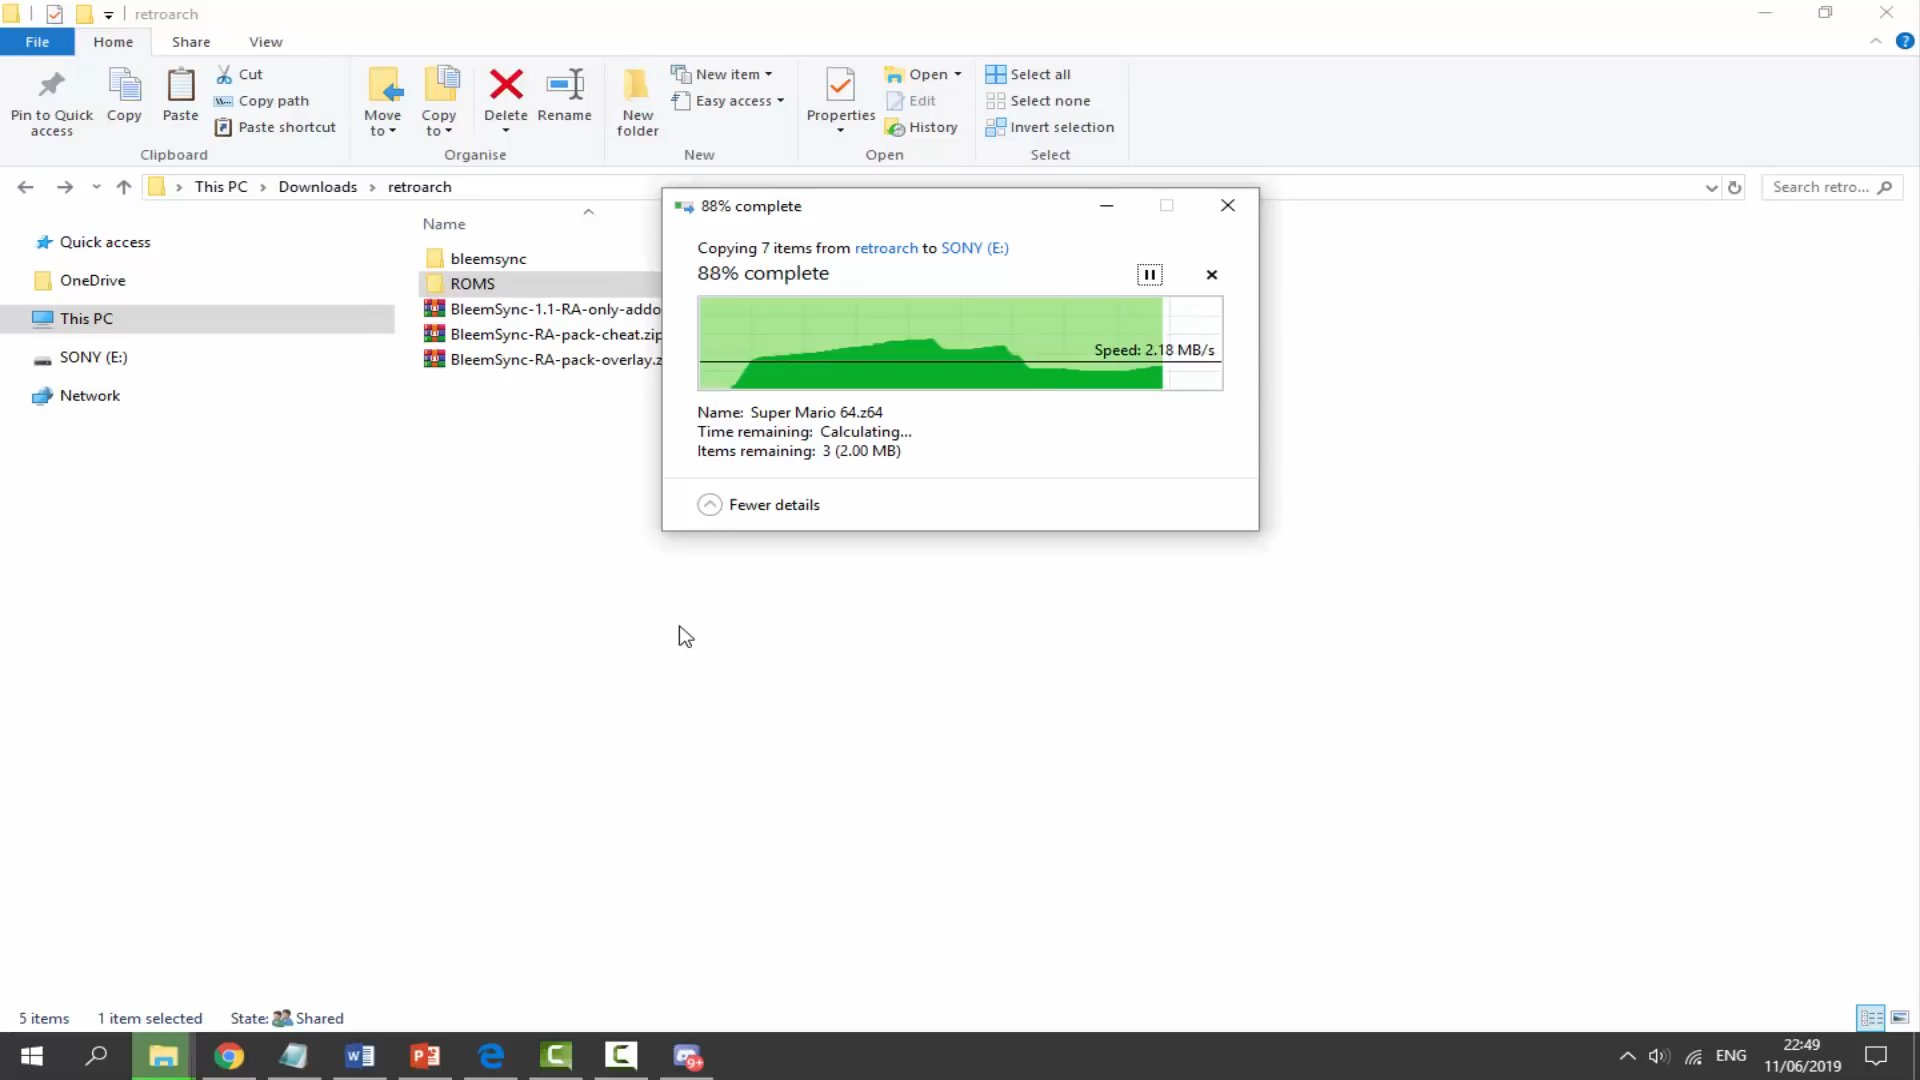 retroarch
File
Home
Share
View
Pin to Quick access
Copy
Paste
Cut
Copy path
Paste shortcut
Clipboard
Move to
Copy to
Delete
Rename
Organise
New folder
New item
Easy access
New
Properties
Open
Edit
History
Open
Select all
Select none
Invert selection
Select
This PC
Downloads
retroarch
Search retro...
Quick access
OneDrive
This PC
SONY (E:)
Network
Name
bleemsync
ROMS
BleemSync-1.1-RA-only-addo
BleemSync-RA-pack-cheat.zip
BleemSync-RA-pack-overlay.z
88% complete
Copying 7 items from retroarch to SONY (E:)
88% complete
Speed: 2.18 MB/s
Name: Super Mario 64.z64
Time remaining: Calculating...
Items remaining: 3 (2.00 MB)
Fewer details
5 items
1 item selected
State: Shared
9+
ENG
22:49
11/06/2019